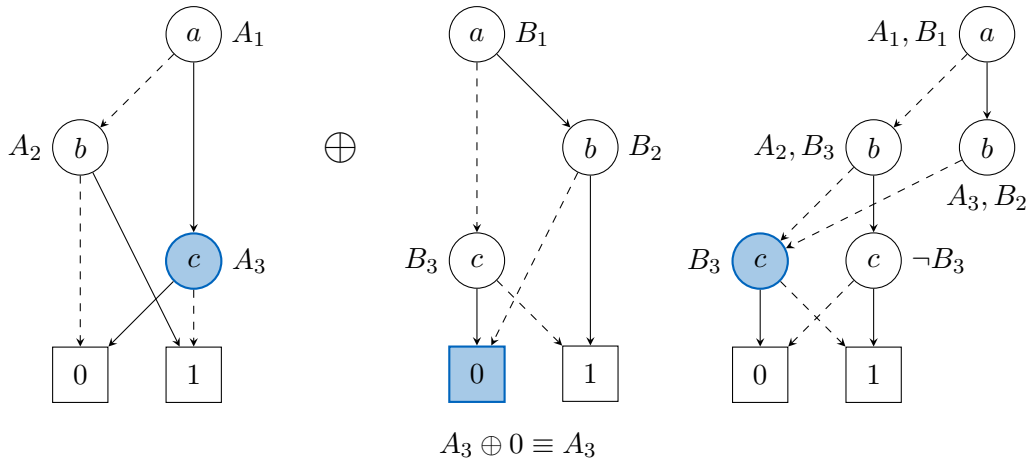 a A₁ a B₁ A₁, B₁ a
A₂ b ⊕ b B₂ A₂, B₃ b b
A₃, B₂
c A₃ B₃ c B₃ c c ¬B₃
0 1 0 1 0 1
A₃ ⊕ 0 ≡ A₃